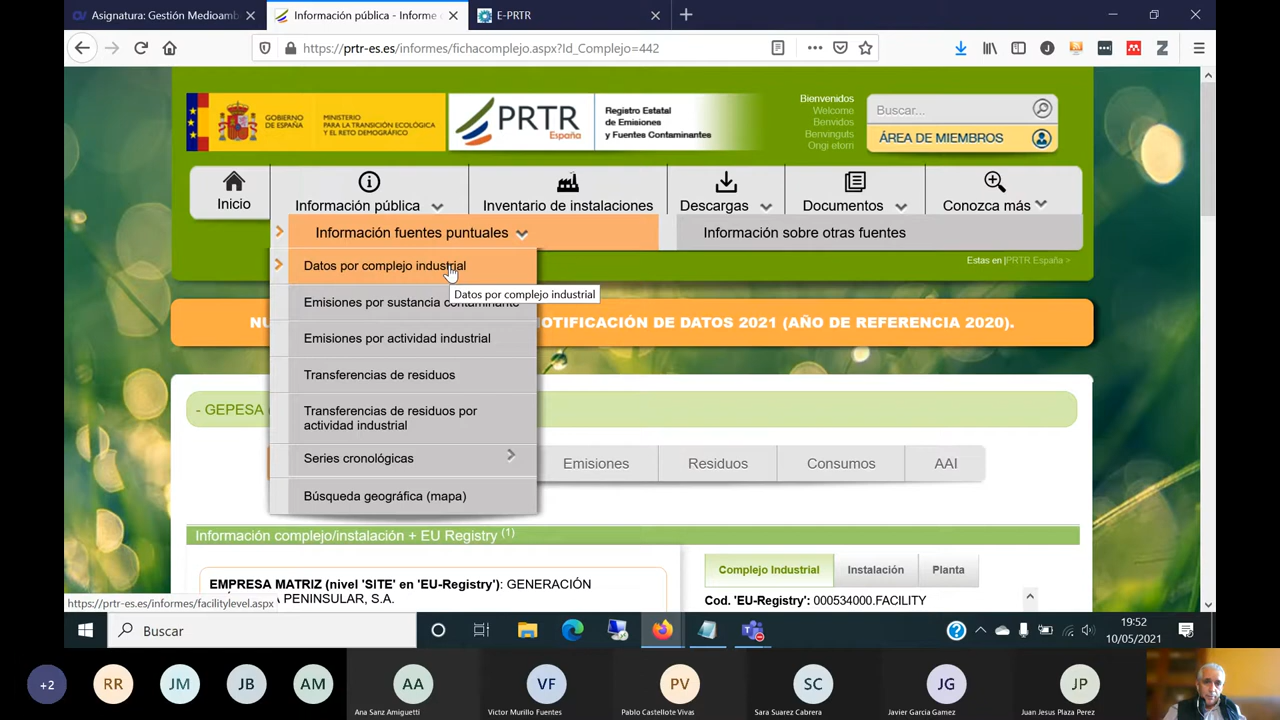 Asignatura: Gestión Medioamb
Información pública - Informe
E-PRTR
https://prtr-es.es/informes/fichacomplejo.aspx?Id_Complejo=442
GOBIERNO
DE ESPAÑA
MINISTERIO
PARA LA TRANSICIÓN ECOLÓGICA
Y EL RETO DEMOGRÁFICO
PRTR
España
Registro Estatal
de Emisiones
y Fuentes Contaminantes
Bienvenidos
Welcome
Benvidos
Benvinguts
Ongi etorri
Buscar...
ÁREA DE MIEMBROS
Inicio
Información pública
Inventario de instalaciones
Descargas
Documentos
Conozca más
Información fuentes puntuales
Información sobre otras fuentes
Estas en |PRTR España >
Datos por complejo industrial
Datos por complejo industrial
Emisiones por sustancia contaminante
Emisiones por actividad industrial
Transferencias de residuos
Transferencias de residuos por
actividad industrial
Series cronológicas
Búsqueda geográfica (mapa)
NOTIFICACIÓN DE DATOS 2021 (AÑO DE REFERENCIA 2020).
- GEPESA
Emisiones
Residuos
Consumos
AAI
Información complejo/instalación + EU Registry (1)
EMPRESA MATRIZ (nivel 'SITE' en 'EU-Registry'): GENERACIÓN
PENINSULAR, S.A.
Complejo Industrial
Instalación
Planta
Cod. 'EU-Registry': 000534000.FACILITY
https://prtr-es.es/informes/facilitylevel.aspx
Buscar
19:52
10/05/2021
+2
RR
JM
JB
AM
AA
VF
PV
SC
JG
JP
Ana Sanz Amiguetti
Victor Murillo Fuentes
Pablo Castellote Vivas
Sara Suarez Cabrera
Javier Garcia Gamez
Juan Jesus Plaza Perez